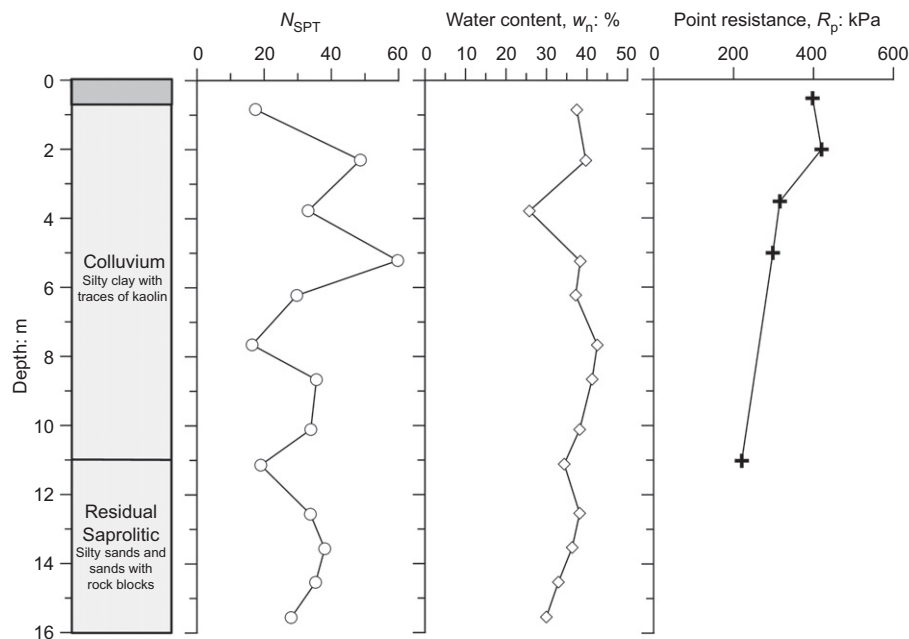 N_SPT
0 20 40 60
Water content, w_n: %
0 10 20 30 40 50
Point resistance, R_p: kPa
0 200 400 600
Depth: m
0
2
4
6
8
10
12
14
16
Colluvium
Silty clay with
traces of kaolin
Residual
Saprolitic
Silty sands and
sands with
rock blocks